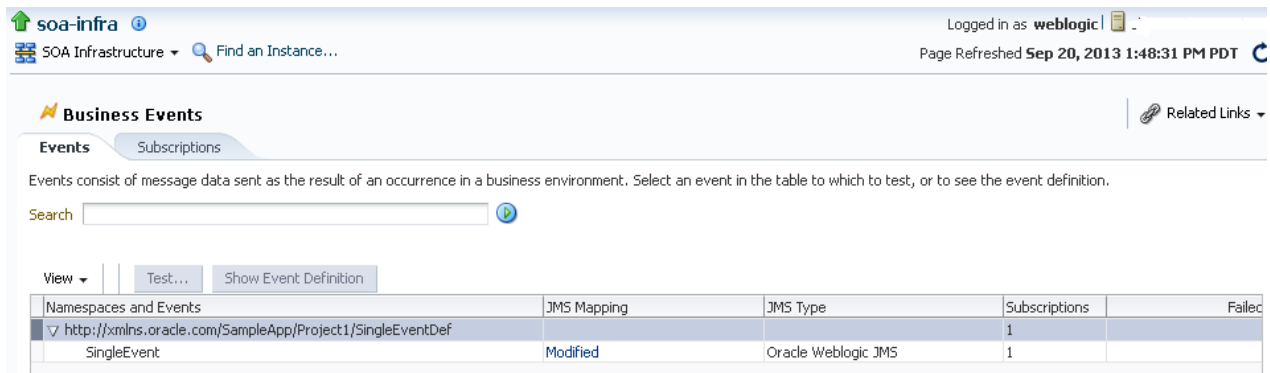 soa-infra
Logged in as weblogic
SOA Infrastructure Find an Instance...
Page Refreshed Sep 20, 2013 1:48:31 PM PDT
Business Events
Related Links
Events Subscriptions
Events consist of message data sent as the result of an occurrence in a business environment. Select an event in the table to which to test, or to see the event definition.
Search
View Test... Show Event Definition
Namespaces and Events JMS Mapping JMS Type Subscriptions Failed
http://xmlns.oracle.com/SampleApp/Project1/SingleEventDef 1
SingleEvent Modified Oracle Weblogic JMS 1